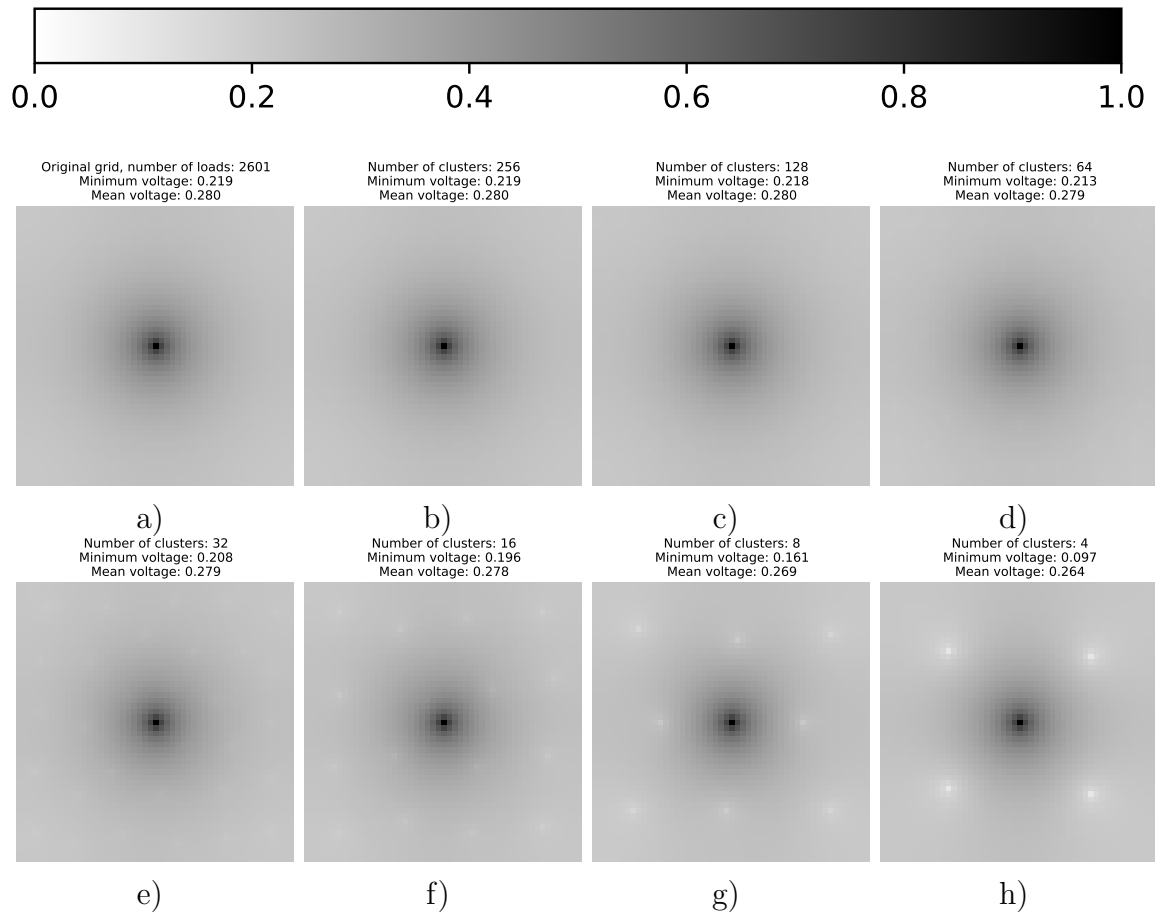 0.0 0.2 0.4 0.6 0.8 1.0
Original grid, number of loads: 2601
Minimum voltage: 0.219
Mean voltage: 0.280
Number of clusters: 256
Minimum voltage: 0.219
Mean voltage: 0.280
Number of clusters: 128
Minimum voltage: 0.218
Mean voltage: 0.280
Number of clusters: 64
Minimum voltage: 0.213
Mean voltage: 0.279
a) b) c) d)
Number of clusters: 32
Minimum voltage: 0.208
Mean voltage: 0.279
Number of clusters: 16
Minimum voltage: 0.196
Mean voltage: 0.278
Number of clusters: 8
Minimum voltage: 0.161
Mean voltage: 0.269
Number of clusters: 4
Minimum voltage: 0.097
Mean voltage: 0.264
e) f) g) h)